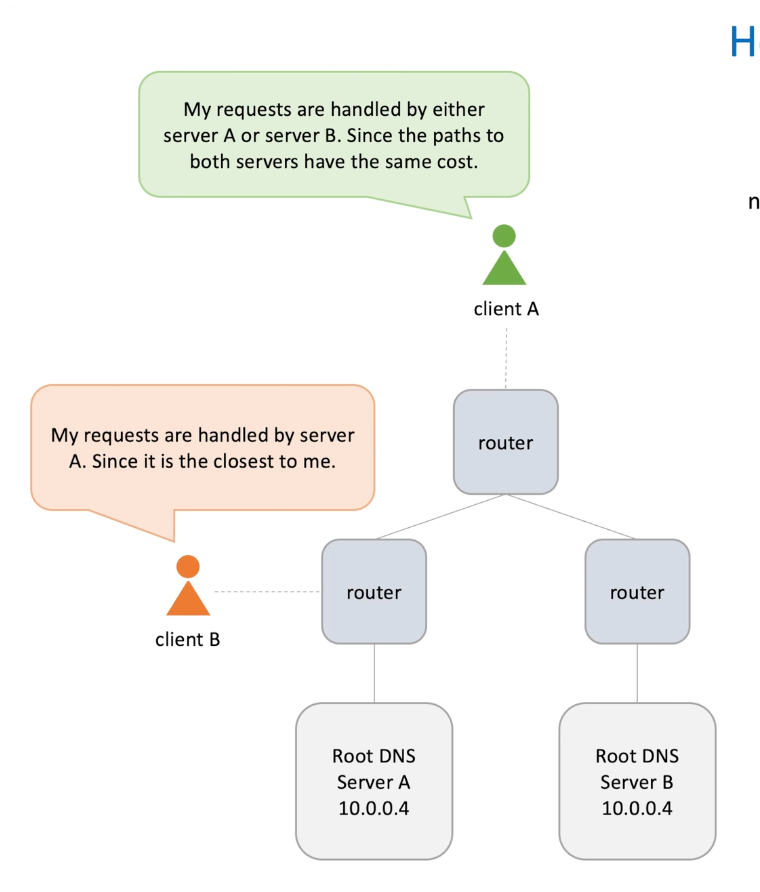 My requests are handled by either
server A or server B. Since the paths to
both servers have the same cost.
client A
router
My requests are handled by server
A. Since it is the closest to me.
client B
router
router
Root DNS
Server A
10.0.0.4
Root DNS
Server B
10.0.0.4